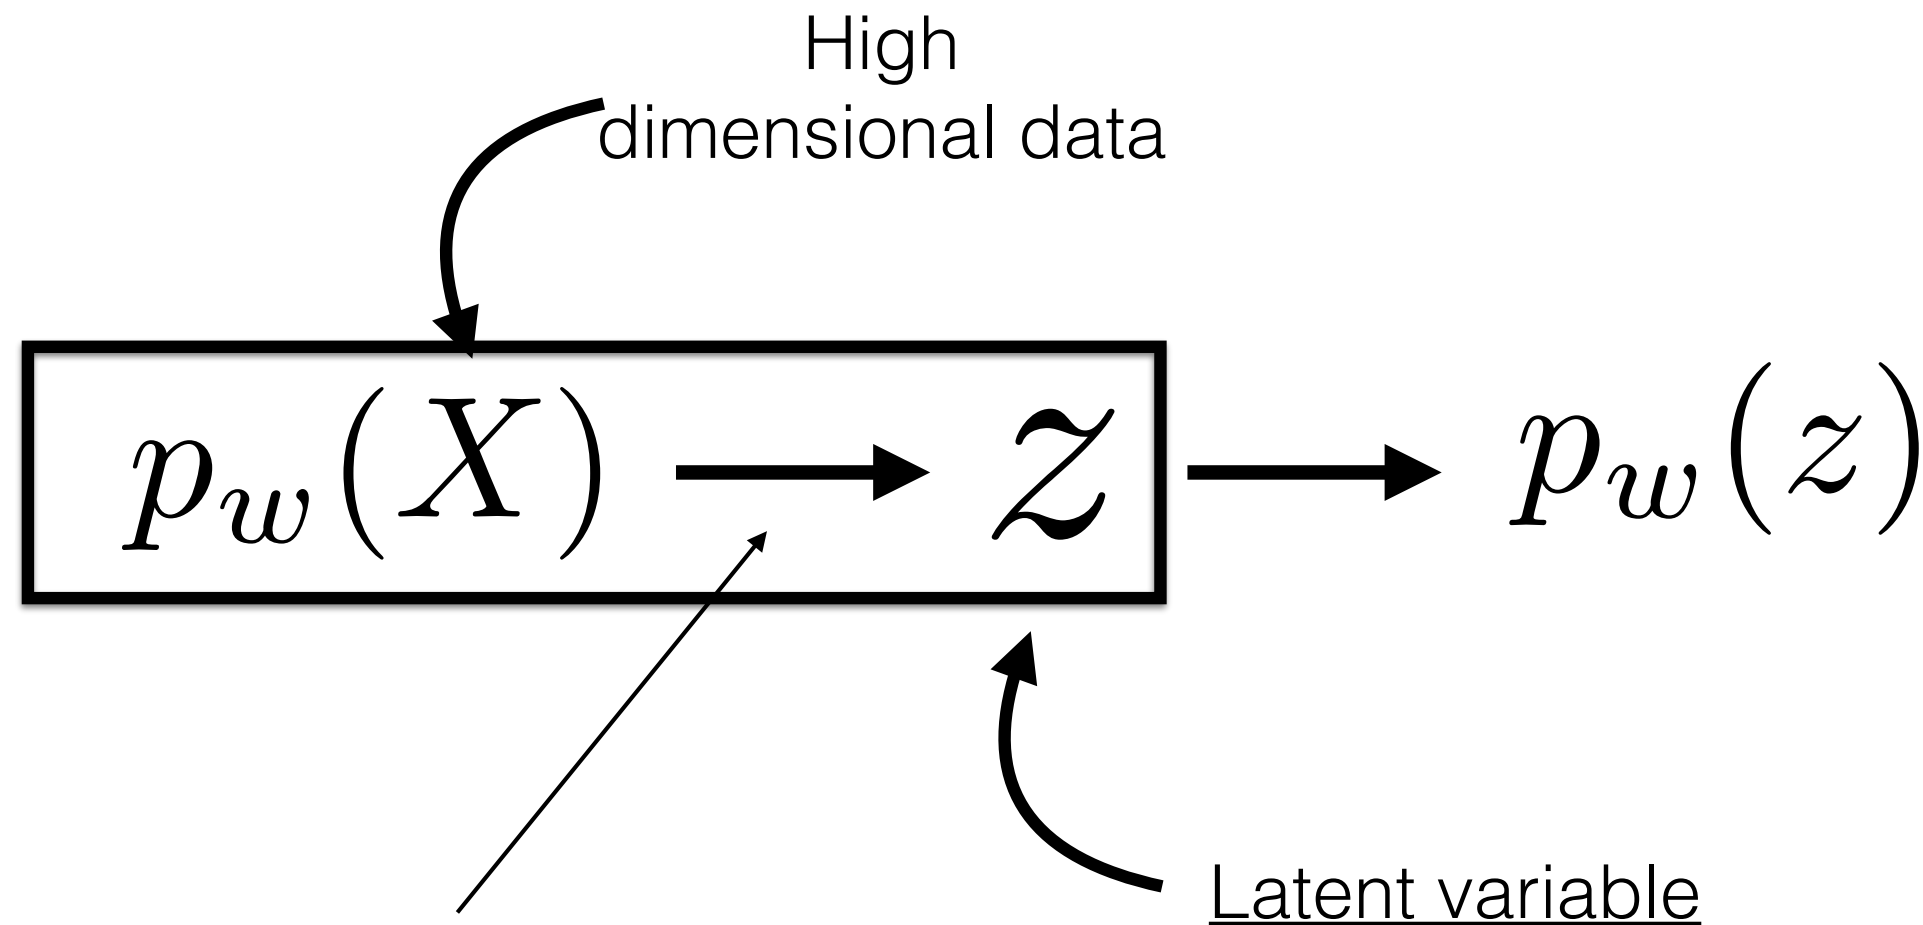 High
dimensional data
p_w(X) → z → p_w(z)
Latent variable